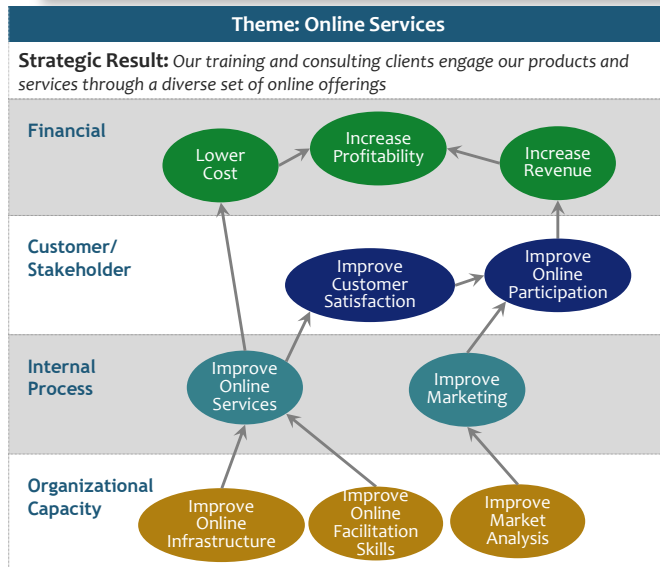 Theme: Online Services
Strategic Result: Our training and consulting clients engage our products and
services through a diverse set of online offerings
Financial
Lower
Cost
Increase
Profitability
Increase
Revenue
Customer/
Stakeholder
Improve
Customer
Satisfaction
Improve
Online
Participation
Internal
Process
Improve
Online
Services
Improve
Marketing
Organizational
Capacity
Improve
Online
Infrastructure
Improve
Online
Facilitation
Skills
Improve
Market
Analysis